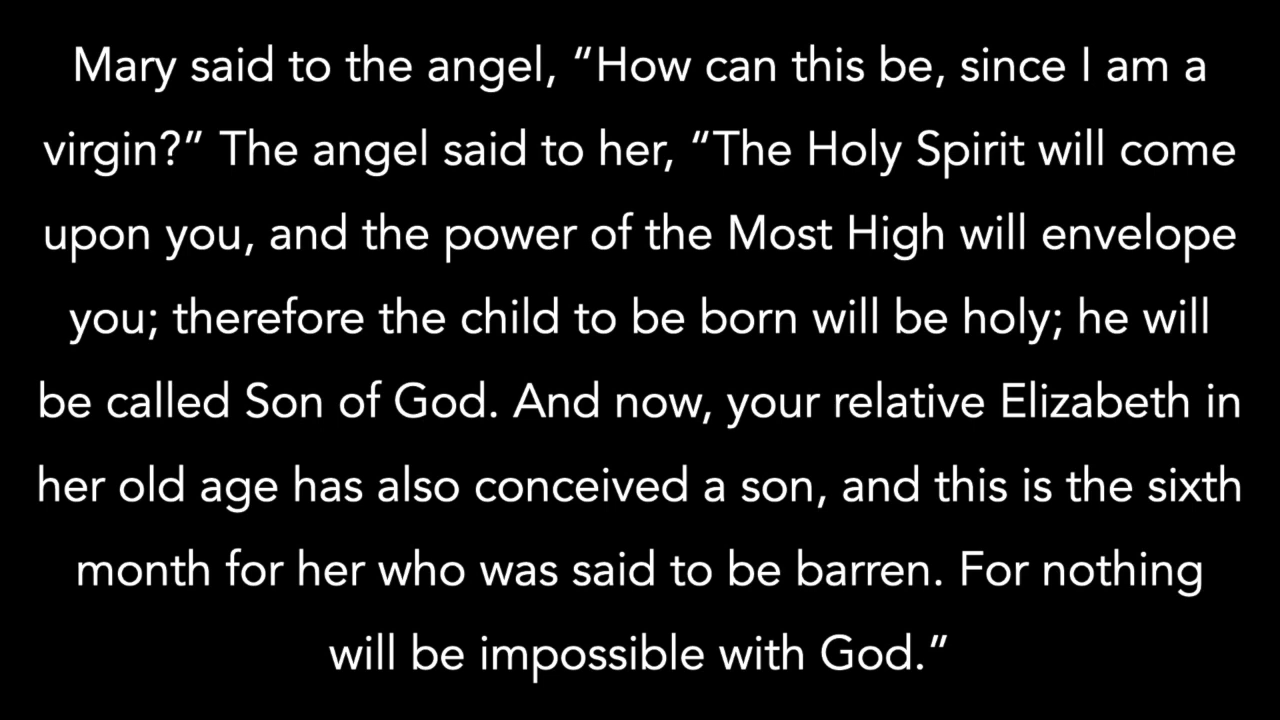 Mary said to the angel, “How can this be, since I am a
virgin?” The angel said to her, “The Holy Spirit will come
upon you, and the power of the Most High will envelope
you; therefore the child to be born will be holy; he will
be called Son of God. And now, your relative Elizabeth in
her old age has also conceived a son, and this is the sixth
month for her who was said to be barren. For nothing
will be impossible with God.”